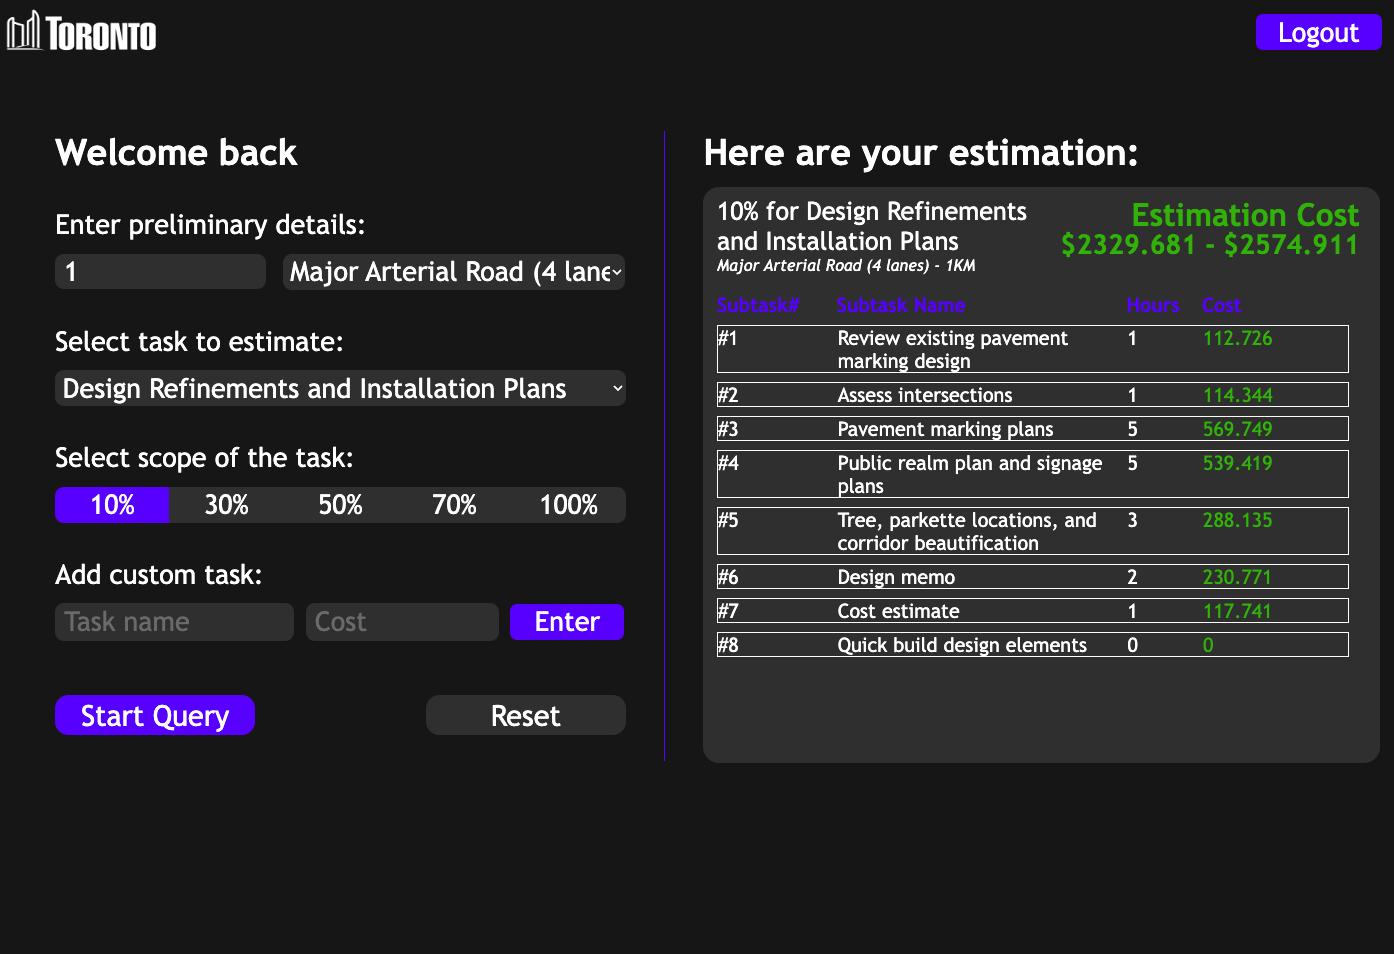 TORONTO
Logout
Welcome back
Enter preliminary details:
1
Major Arterial Road (4 lane
Select task to estimate:
Design Refinements and Installation Plans
Select scope of the task:
10% 30% 50% 70% 100%
Add custom task:
Task name
Cost
Enter
Start Query
Reset
Here are your estimation:
10% for Design Refinements
and Installation Plans
Major Arterial Road (4 lanes) - 1KM
Estimation Cost
$2329.681 - $2574.911
Subtask# Subtask Name Hours Cost
#1 Review existing pavement 1 112.726
marking design
#2 Assess intersections 1 114.344
#3 Pavement marking plans 5 569.749
#4 Public realm plan and signage 5 539.419
plans
#5 Tree, parkette locations, and 3 288.135
corridor beautification
#6 Design memo 2 230.771
#7 Cost estimate 1 117.741
#8 Quick build design elements 0 0